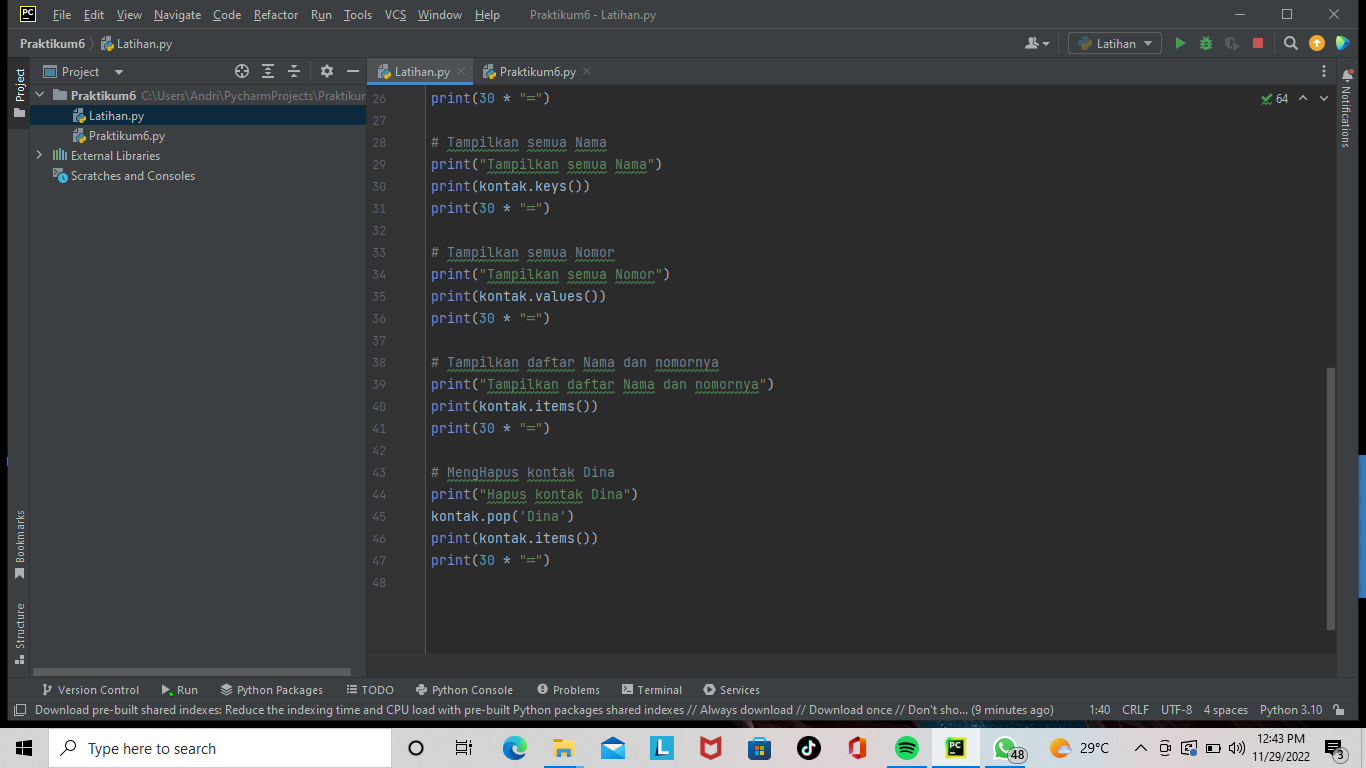 PC File Edit View Navigate Code Refactor Run Tools VCS Window Help Praktikum6 - Latihan.py
Praktikum6 Latihan.py Latihan
Project
Project
Latihan.py Praktikum6.py
Praktikum6 C:\Users\Andri\PycharmProjects\Praktikur
Latihan.py
Praktikum6.py
External Libraries
Scratches and Consoles
Bookmarks
Structure
26 print(30 * "=")
64
27
28 # Tampilkan semua Nama
29 print("Tampilkan semua Nama")
30 print(kontak.keys())
31 print(30 * "=")
32
33 # Tampilkan semua Nomor
34 print("Tampilkan semua Nomor")
35 print(kontak.values())
36 print(30 * "=")
37
38 # Tampilkan daftar Nama dan nomornya
39 print("Tampilkan daftar Nama dan nomornya")
40 print(kontak.items())
41 print(30 * "=")
42
43 # MengHapus kontak Dina
44 print("Hapus kontak Dina")
45 kontak.pop('Dina')
46 print(kontak.items())
47 print(30 * "=")
48
Notifications
Version Control Run Python Packages TODO Python Console Problems Terminal Services
Download pre-built shared indexes: Reduce the indexing time and CPU load with pre-built Python packages shared indexes // Always download // Download once // Don't sho... (9 minutes ago) 1:40 CRLF UTF-8 4 spaces Python 3.10
Type here to search
L
PC
48
29°C
12:43 PM
11/29/2022
3